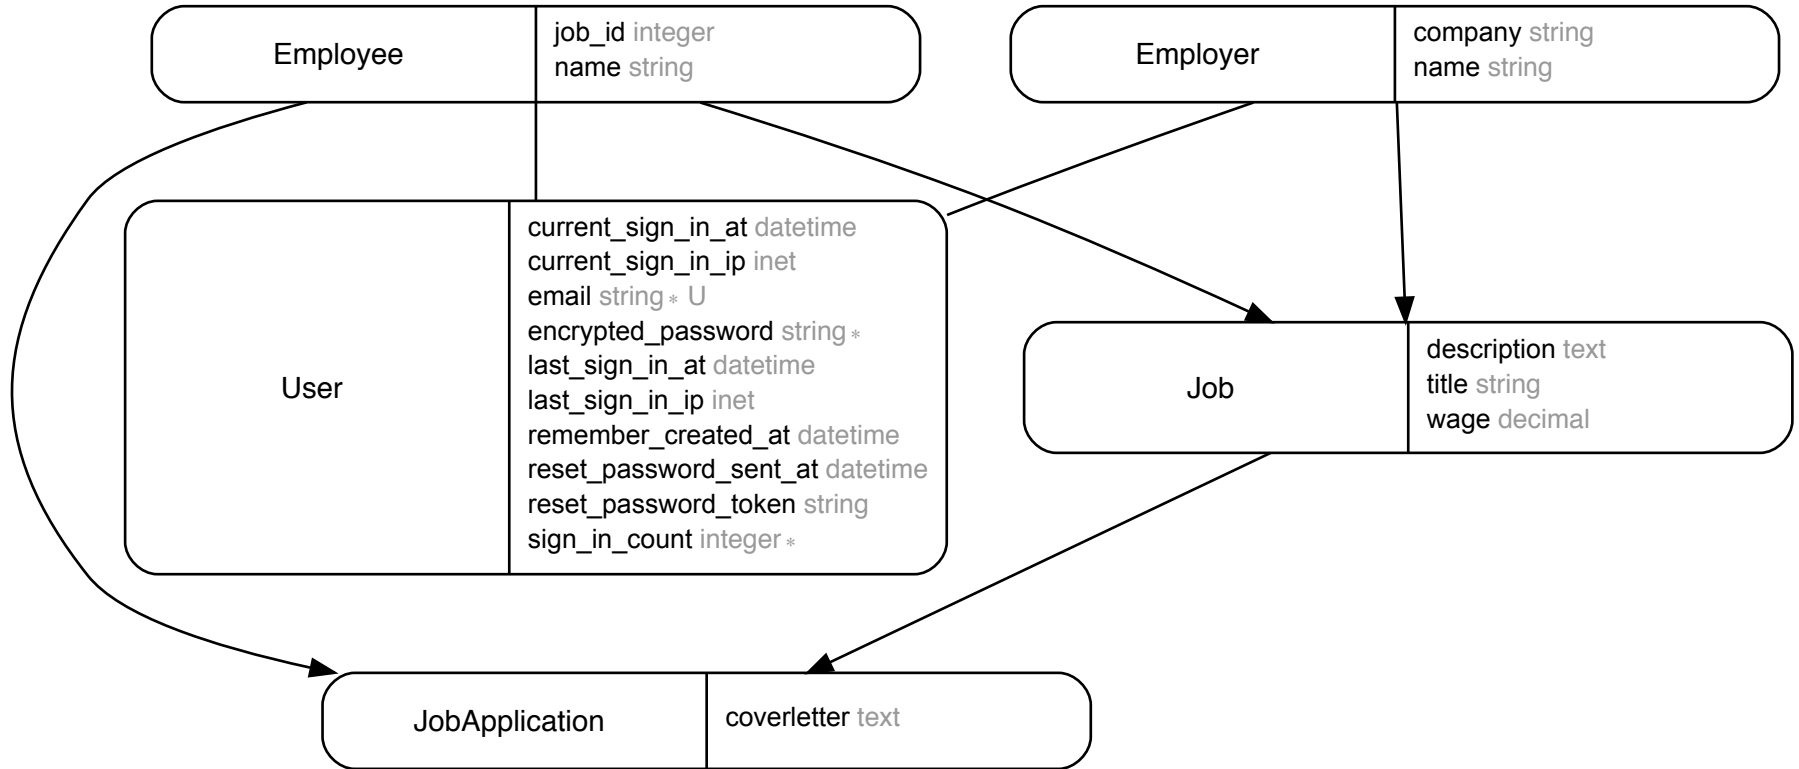 Employee
job_id integer
name string
Employer
company string
name string
User
current_sign_in_at datetime
current_sign_in_ip inet
email string * U
encrypted_password string *
last_sign_in_at datetime
last_sign_in_ip inet
remember_created_at datetime
reset_password_sent_at datetime
reset_password_token string
sign_in_count integer *
Job
description text
title string
wage decimal
JobApplication
coverletter text